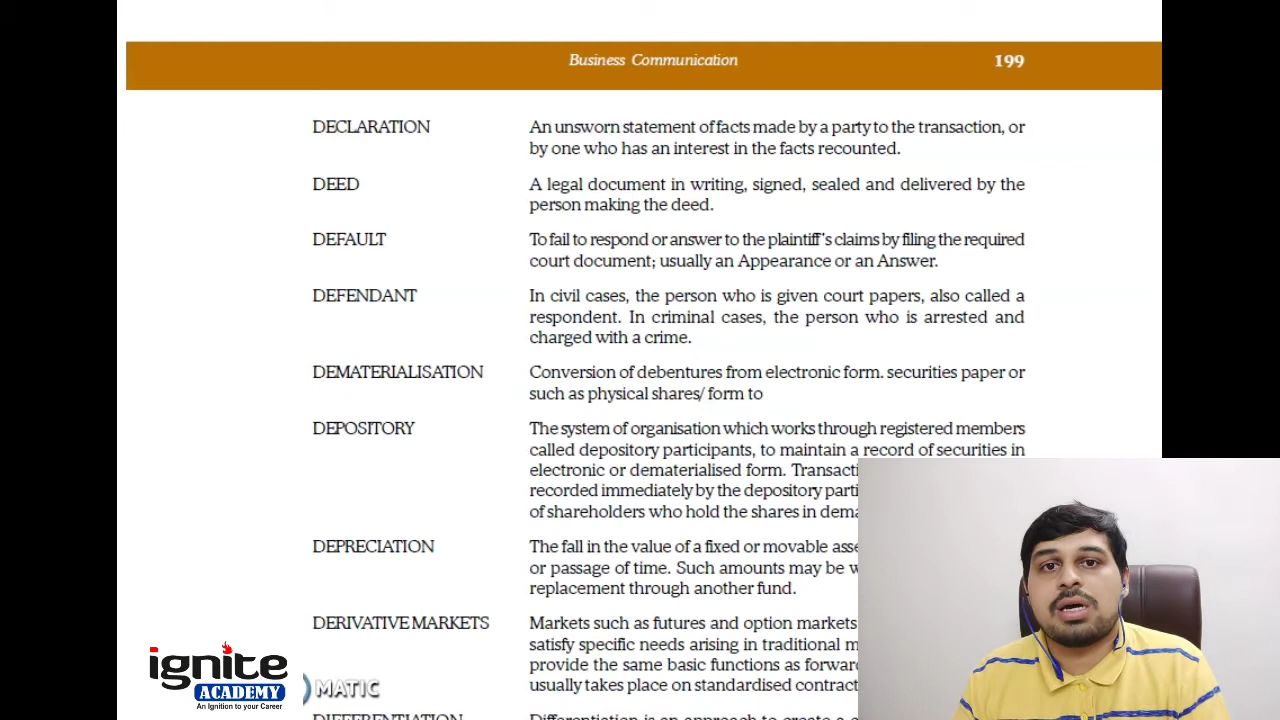 Business Communication 199
DECLARATION An unsworn statement of facts made by a party to the transaction, or
by one who has an interest in the facts recounted.
DEED A legal document in writing, signed, sealed and delivered by the
person making the deed.
DEFAULT To fail to respond or answer to the plaintiff's claims by filing the required
court document; usually an Appearance or an Answer.
DEFENDANT In civil cases, the person who is given court papers, also called a
respondent. In criminal cases, the person who is arrested and
charged with a crime.
DEMATERIALISATION Conversion of debentures from electronic form. securities paper or
such as physical shares/ form to
DEPOSITORY The system of organisation which works through registered members
called depository participants, to maintain a record of securities in
electronic or dematerialised form.
recorded immediately by the depository
of shareholders who hold the shares in
DEPRECIATION The fall in the value of a fixed or movable
or passage of time. Such amounts may be
replacement through another fund.
DERIVATIVE MARKETS Markets such as futures and option markets
satisfy specific needs arising in traditional
provide the same basic functions as
usually takes place on standardised
DIFFERENTIATION Differentiation is an approach to create a
ignite
ACADEMY
An Ignition to your Career
MATIC